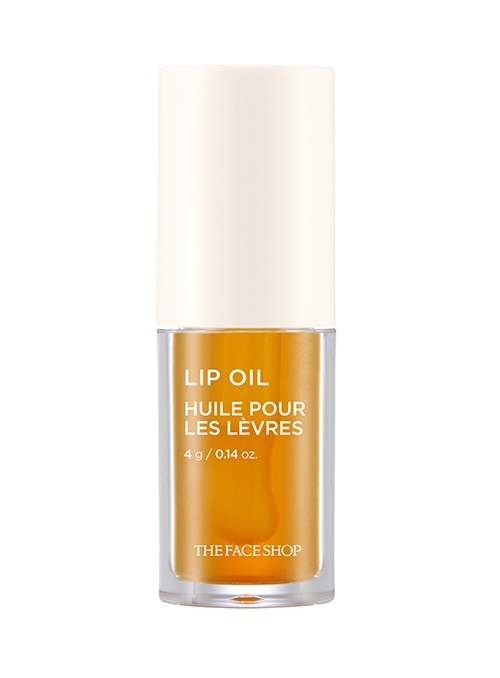 LIP OIL
HUILE POUR
LES LÈVRES
4 g / 0.14 oz.
THE FACE SHOP